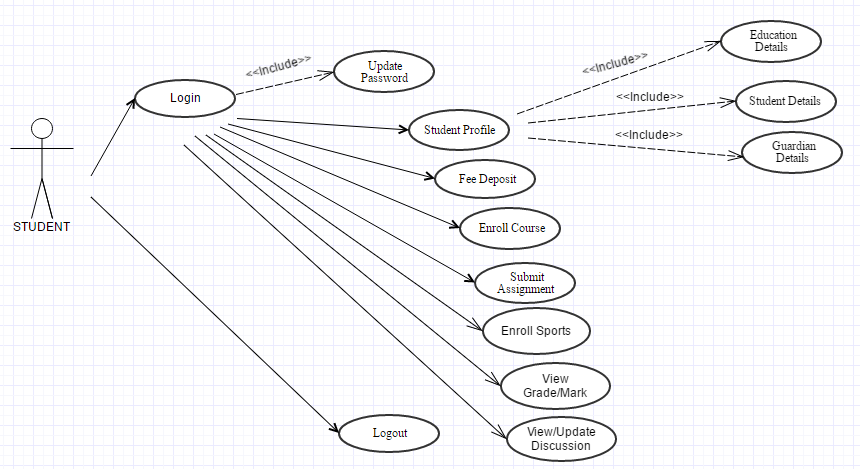 Education
Details
<<Include>>
<<Include>>
Update
Password
Login
<<Include>>
Student Details
Student Profile
<<Include>>
Guardian
Details
Fee Deposit
STUDENT
Enroll Course
Submit
Assignment
Enroll Sports
View
Grade/Mark
Logout
View/Update
Discussion